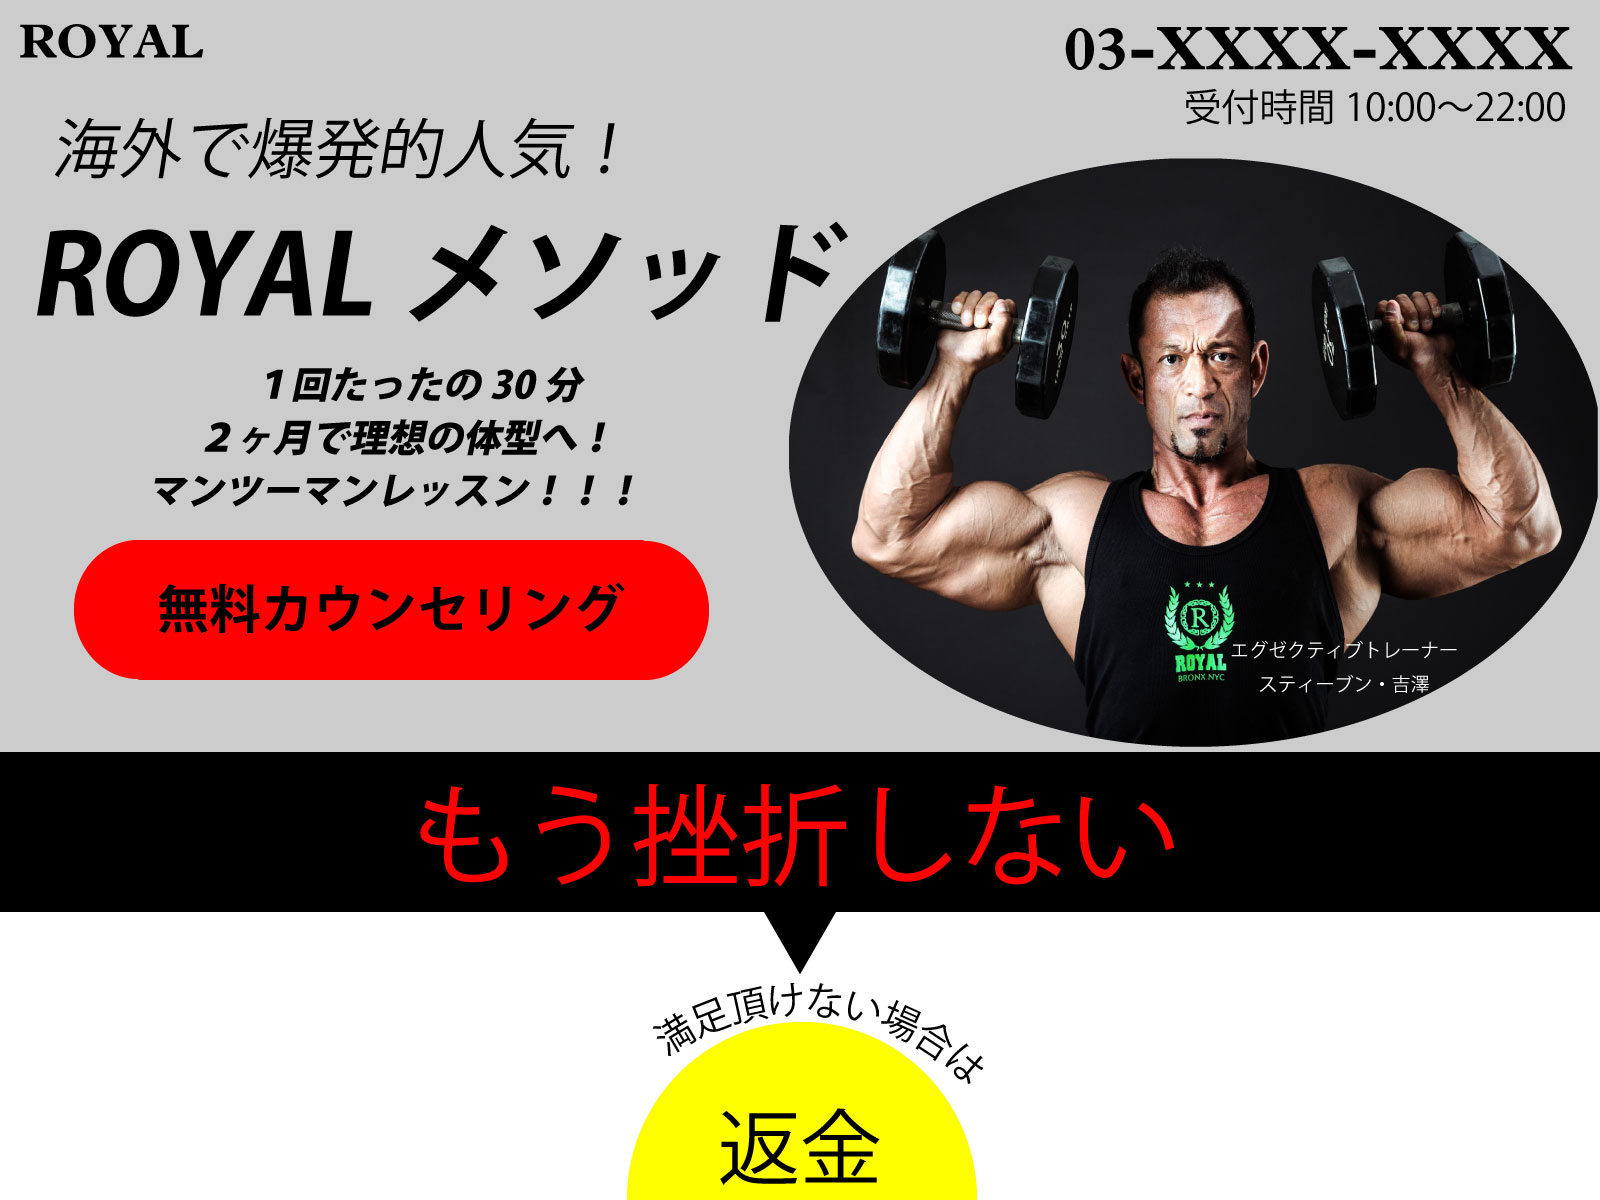 ROYAL
03-XXXX-XXXX
受付時間 10:00〜22:00
海外で爆発的人気！
ROYAL メソッド
１回たったの 30 分
２ヶ月で理想の体型へ！
マンツーマンレッスン！！！
無料カウンセリング
R
ROYAL
BRONX NYC
エグゼクティブトレーナー
スティーブン・吉澤
もう挫折しない
満足頂けない場合は
返金